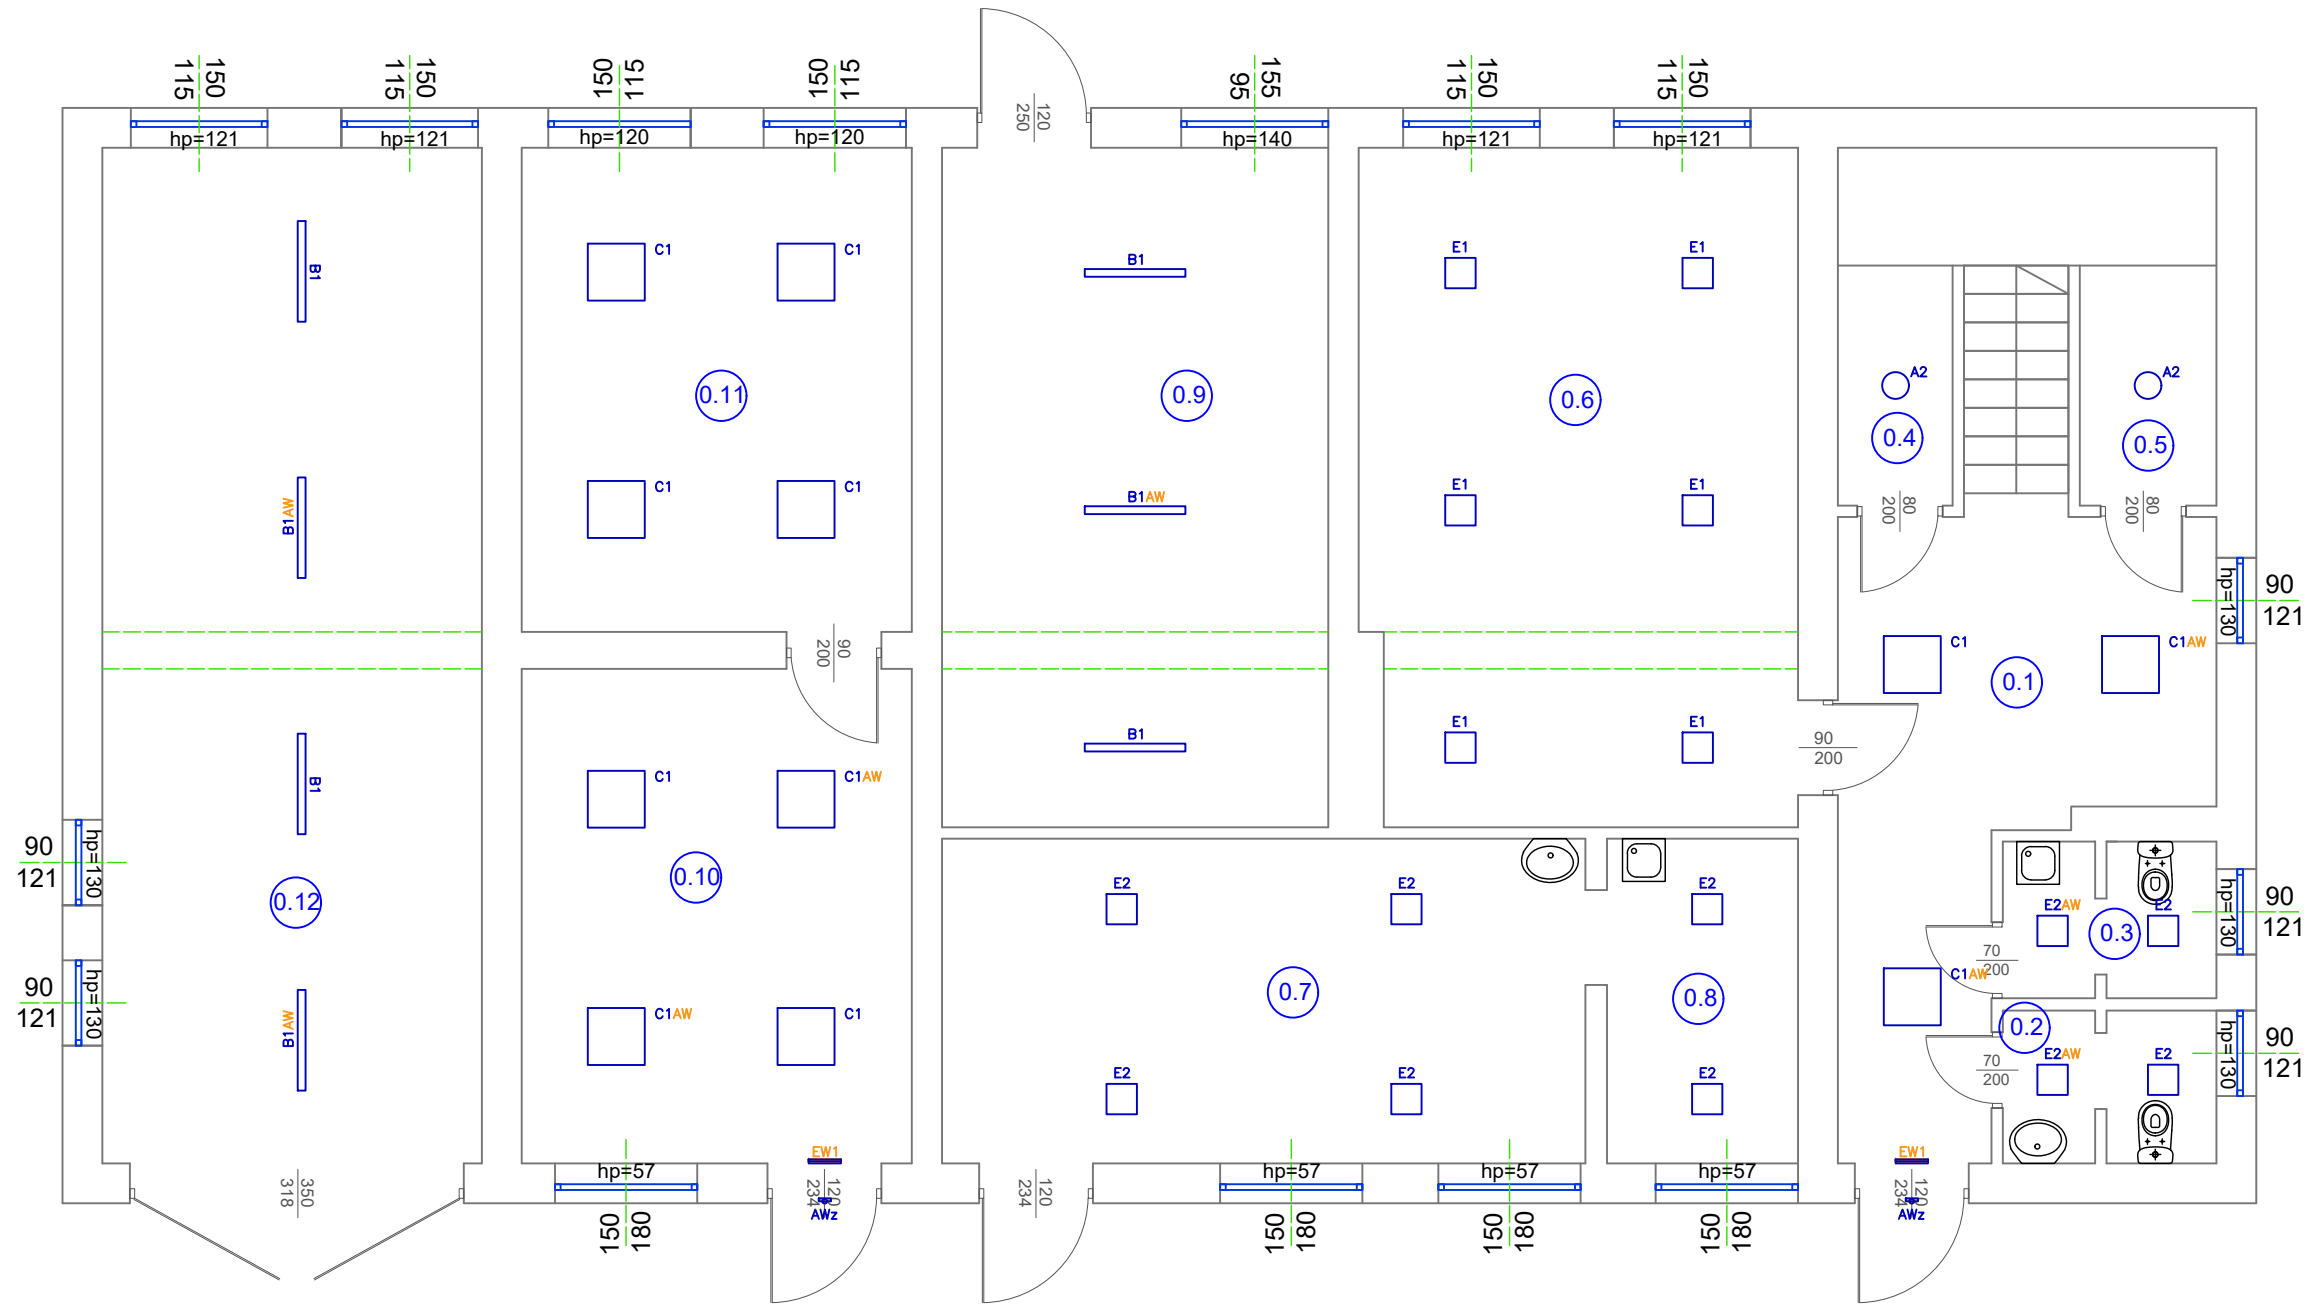 150
115
150
115
150
115
150
115
120
250
155
95
150
115
150
115
hp=121
hp=121
hp=120
hp=120
hp=140
hp=121
hp=121
B1
C1
C1
B1
E1
E1
0.11
0.9
0.6
A2
A2
0.4
0.5
B1AW
C1
C1
B1AW
E1
E1
80
200
80
200
hp=130
90
121
90
200
C1
C1AW
0.1
B1
C1
C1AW
B1
E1
E1
90
200
90
121
hp=130
0.12
0.10
E2
E2
E2
E2AW
E2
0.3
hp=130
90
121
70
200
90
121
hp=130
B1AW
C1AW
C1
0.7
0.8
C1AW
0.2
70
200
E2AW
E2
hp=130
90
121
E2
E2
E2
EW1
EW1
hp=57
hp=57
hp=57
hp=57
350
318
120
234
AWz
120
234
120
234
AWz
180
150
180
150
180
150
180
150